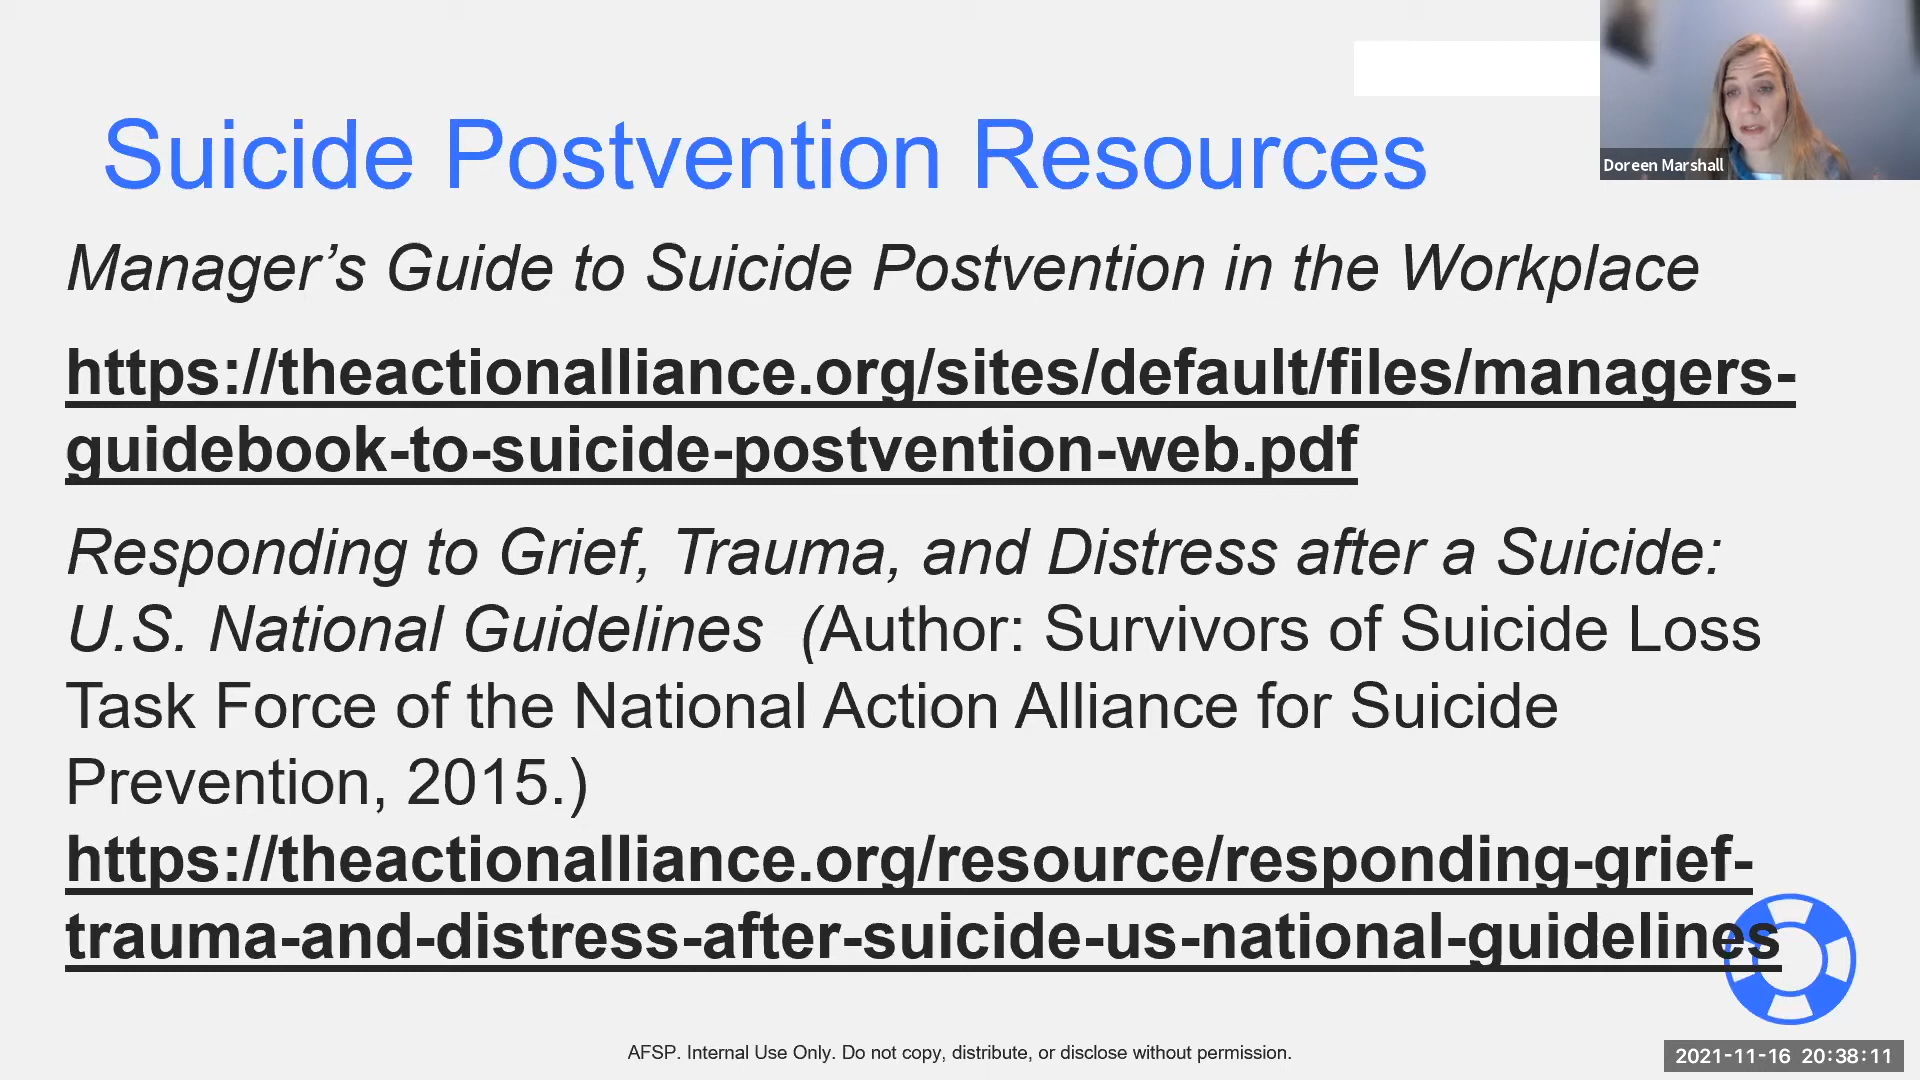 Suicide Postvention Resources
Doreen Marshall
Manager’s Guide to Suicide Postvention in the Workplace
https://theactionalliance.org/sites/default/files/managers-
guidebook-to-suicide-postvention-web.pdf
Responding to Grief, Trauma, and Distress after a Suicide:
U.S. National Guidelines (Author: Survivors of Suicide Loss
Task Force of the National Action Alliance for Suicide
Prevention, 2015.)
https://theactionalliance.org/resource/responding-grief-
trauma-and-distress-after-suicide-us-national-guidelines
AFSP. Internal Use Only. Do not copy, distribute, or disclose without permission.
2021-11-16 20:38:11